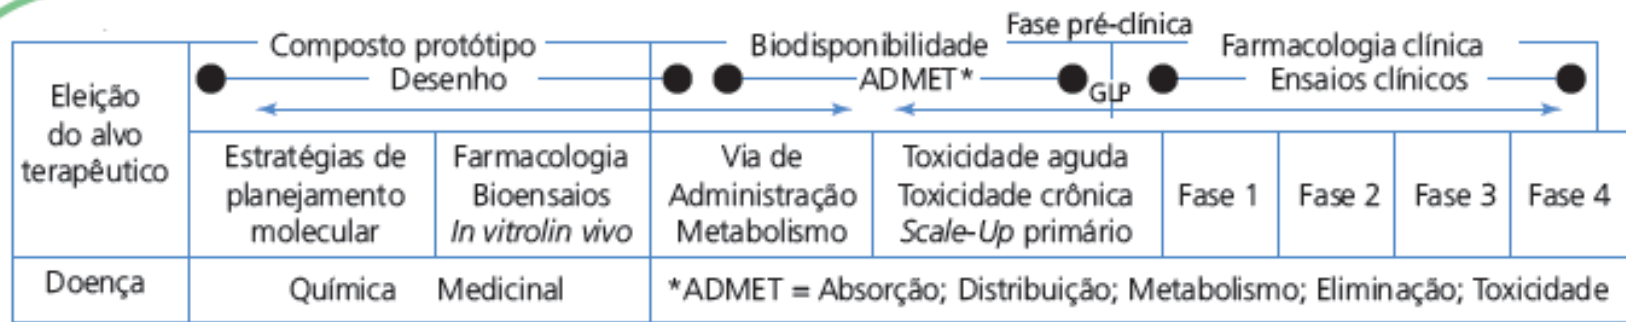 Eleição
do alvo
terapêutico
Composto protótipo
Desenho
Biodisponibilidade
ADMET*
Fase pré-clínica
GLP
Farmacologia clínica
Ensaios clínicos
Estratégias de
planejamento
molecular
Farmacologia
Bioensaios
In vitrolin vivo
Via de
Administração
Metabolismo
Toxicidade aguda
Toxicidade crônica
Scale-Up primário
Fase 1
Fase 2
Fase 3
Fase 4
Doença
Química Medicinal
*ADMET = Absorção; Distribuição; Metabolismo; Eliminação; Toxicidade